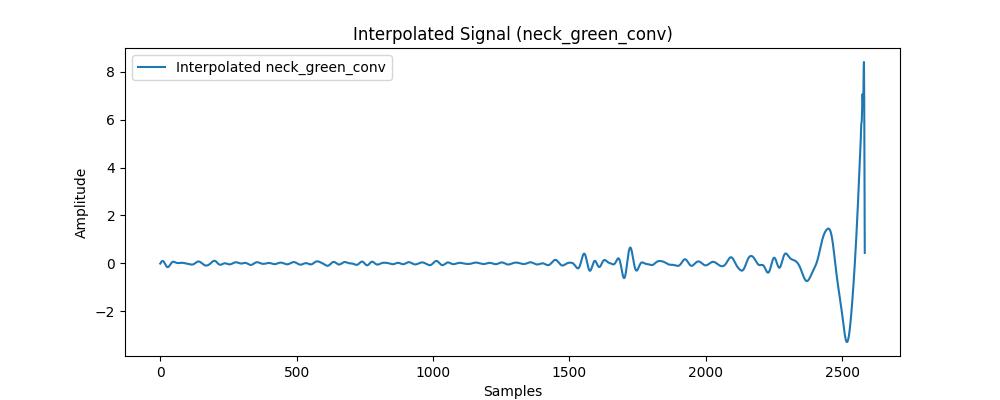 Interpolated Signal (neck_green_conv)
Interpolated neck_green_conv
8
6
4
2
0
−2
Amplitude
0 500 1000 1500 2000 2500
Samples